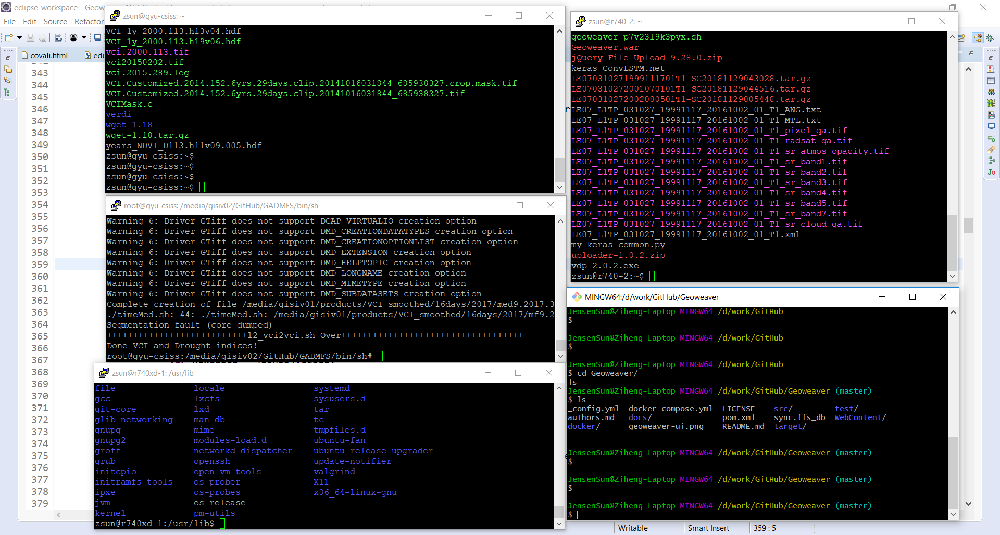 eclipse-workspace - Geow
File Edit Source Refactor
covali.html
edu
343
344
345
346
347
348
349
350
351
352
353
354
355
356
357
358
359
360
361
362
363
364
365
366
367
368
369
370
371
372
373
374
375
376
377
378
379
zsun@gyu-csiss: ~
VCI_1y_2000.113.h13v04.hdf
VCI_1y_2000.113.h19v06.hdf
vci.2000.113.tif
vci20150202.tif
vci.2015.289.log
VCI.Customized.2014.152.6yrs.29days.clip.20141016031844_685938327.crop.mask.tif
VCI.Customized.2014.152.6yrs.29days.clip.20141016031844_685938327.tif
VCIMask.c
verdi
wget-1.18
wget-1.18.tar.gz
years_NDVI_D113.h11v09.005.hdf
zsun@gyu-csiss:~$
zsun@gyu-csiss:~$
zsun@gyu-csiss:~$
zsun@gyu-csiss:~$
root@gyu-csiss: /media/gisiv02/GitHub/GADMFS/bin/sh
Warning 6: Driver GTiff does not support DCAP_VIRTUALIO creation option
Warning 6: Driver GTiff does not support DMD_CREATIONDATATYPES creation option
Warning 6: Driver GTiff does not support DMD_CREATIONOPTIONLIST creation option
Warning 6: Driver GTiff does not support DMD_EXTENSION creation option
Warning 6: Driver GTiff does not support DMD_HELPTOPIC creation option
Warning 6: Driver GTiff does not support DMD_LONGNAME creation option
Warning 6: Driver GTiff does not support DMD_MIMETYPE creation option
Warning 6: Driver GTiff does not support DMD_SUBDATASETS creation option
Complete creation of file /media/gisiv01/products/VCI_smoothed/16days/2017/med9.2017.3
./timeMed.sh: 44: ./timeMed.sh: /media/gisiv01/products/VCI_smoothed/16days/2017/mf9.2
Segmentation fault (core dumped)
+++++++++++++++++++++++++++l2_vci2vci.sh Over+++++++++++++++++++++++++++++++++++
Done VCI and Drought indices!
root@gyu-csiss:/media/gisiv02/GitHub/GADMFS/bin/sh#
zsun@r740xd-1: /usr/lib
file locale systemd
gcc lxcfs sysusers.d
git-core lxd tar
glib-networking man-db tc
gnupg mime tmpfiles.d
gnupg2 modules-load.d ubuntu-fan
groff networkd-dispatcher ubuntu-release-upgrader
grub openssh update-notifier
initcpio open-vm-tools valgrind
initramfs-tools os-prober X11
ipxe os-probes x86_64-linux-gnu
jvm os-release
kernel pm-utils
zsun@r740xd-1:/usr/lib$
zsun@r740-2: ~
geoweaver-p7v23l9k3pyx.sh
Geoweaver.war
jQuery-File-Upload-9.28.0.zip
keras_ConvLSTM.net
LE070310271999111701T1-SC20181129043028.tar.gz
LE070310272001070101T1-SC20181129044516.tar.gz
LE070310272002080501T1-SC20181129005448.tar.gz
LE07_L1TP_031027_19991117_20161002_01_T1_ANG.txt
LE07_L1TP_031027_19991117_20161002_01_T1_MTL.txt
LE07_L1TP_031027_19991117_20161002_01_T1_pixel_qa.tif
LE07_L1TP_031027_19991117_20161002_01_T1_radsat_qa.tif
LE07_L1TP_031027_19991117_20161002_01_T1_sr_atmos_opacity.tif
LE07_L1TP_031027_19991117_20161002_01_T1_sr_band1.tif
LE07_L1TP_031027_19991117_20161002_01_T1_sr_band2.tif
LE07_L1TP_031027_19991117_20161002_01_T1_sr_band3.tif
LE07_L1TP_031027_19991117_20161002_01_T1_sr_band4.tif
LE07_L1TP_031027_19991117_20161002_01_T1_sr_band5.tif
LE07_L1TP_031027_19991117_20161002_01_T1_sr_band7.tif
LE07_L1TP_031027_19991117_20161002_01_T1_sr_cloud_qa.tif
LE07_L1TP_031027_19991117_20161002_01_T1.xml
my_keras_common.py
uploader-1.0.2.zip
vdp-2.0.2.exe
zsun@r740-2:~$
MINGW64:/d/work/GitHub/Geoweaver
JensenSun@Ziheng-Laptop MINGW64 /d/work/GitHub
$
JensenSun@Ziheng-Laptop MINGW64 /d/work/GitHub
$
JensenSun@Ziheng-Laptop MINGW64 /d/work/GitHub
$ cd Geoweaver/
ls
JensenSun@Ziheng-Laptop MINGW64 /d/work/GitHub/Geoweaver (master)
$ ls
_config.yml docker-compose.yml LICENSE src/ test/
authors.md docs/ pom.xml sync.ffs_db WebContent/
docker/ geoweaver-ui.png README.md target/
JensenSun@Ziheng-Laptop MINGW64 /d/work/GitHub/Geoweaver (master)
$
JensenSun@Ziheng-Laptop MINGW64 /d/work/GitHub/Geoweaver (master)
$
JensenSun@Ziheng-Laptop MINGW64 /d/work/GitHub/Geoweaver (master)
$
Writable Smart Insert 359 : 5